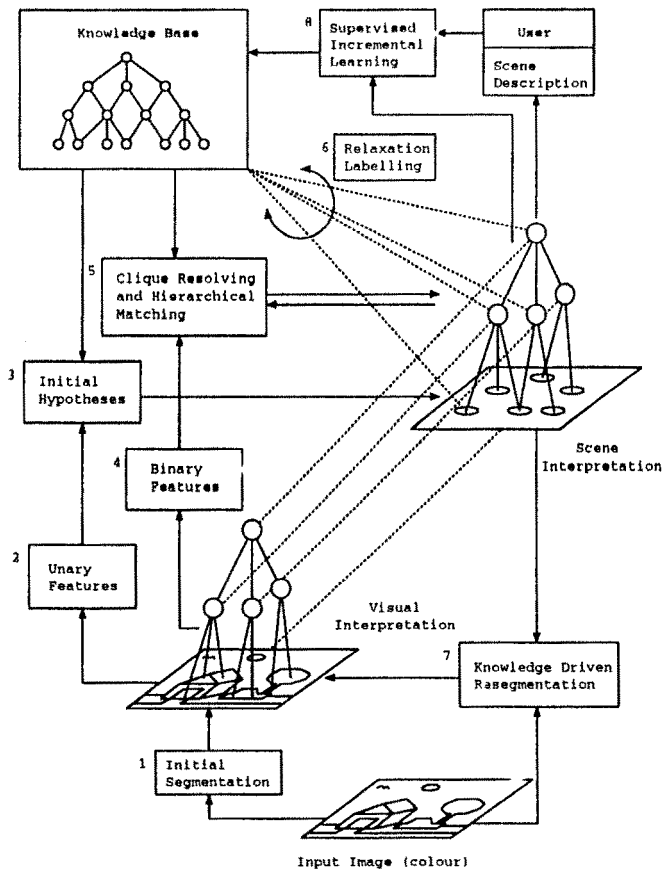 Knowledge Base
8
Supervised
Incremental
Learning
User
Scene
Description
6
Relaxation
Labelling
5
Clique Resolving
and Hierarchical
Matching
3
Initial
Hypotheses
4
Binary
Features
Scene
Interpretation
2
Unary
Features
Visual
Interpretation
7
Knowledge Driven
Rasegmentation
1
Initial
Segmentation
Input Image (colour)